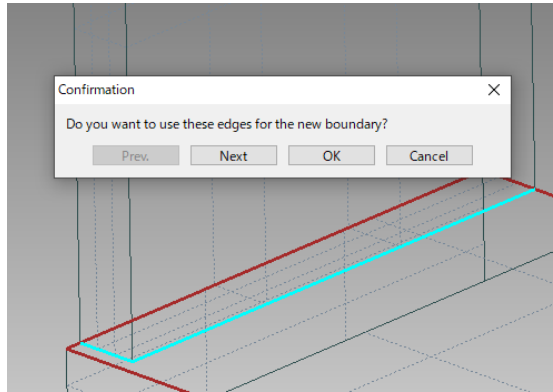 Confirmation
Do you want to use these edges for the new boundary?
Prev. Next OK Cancel